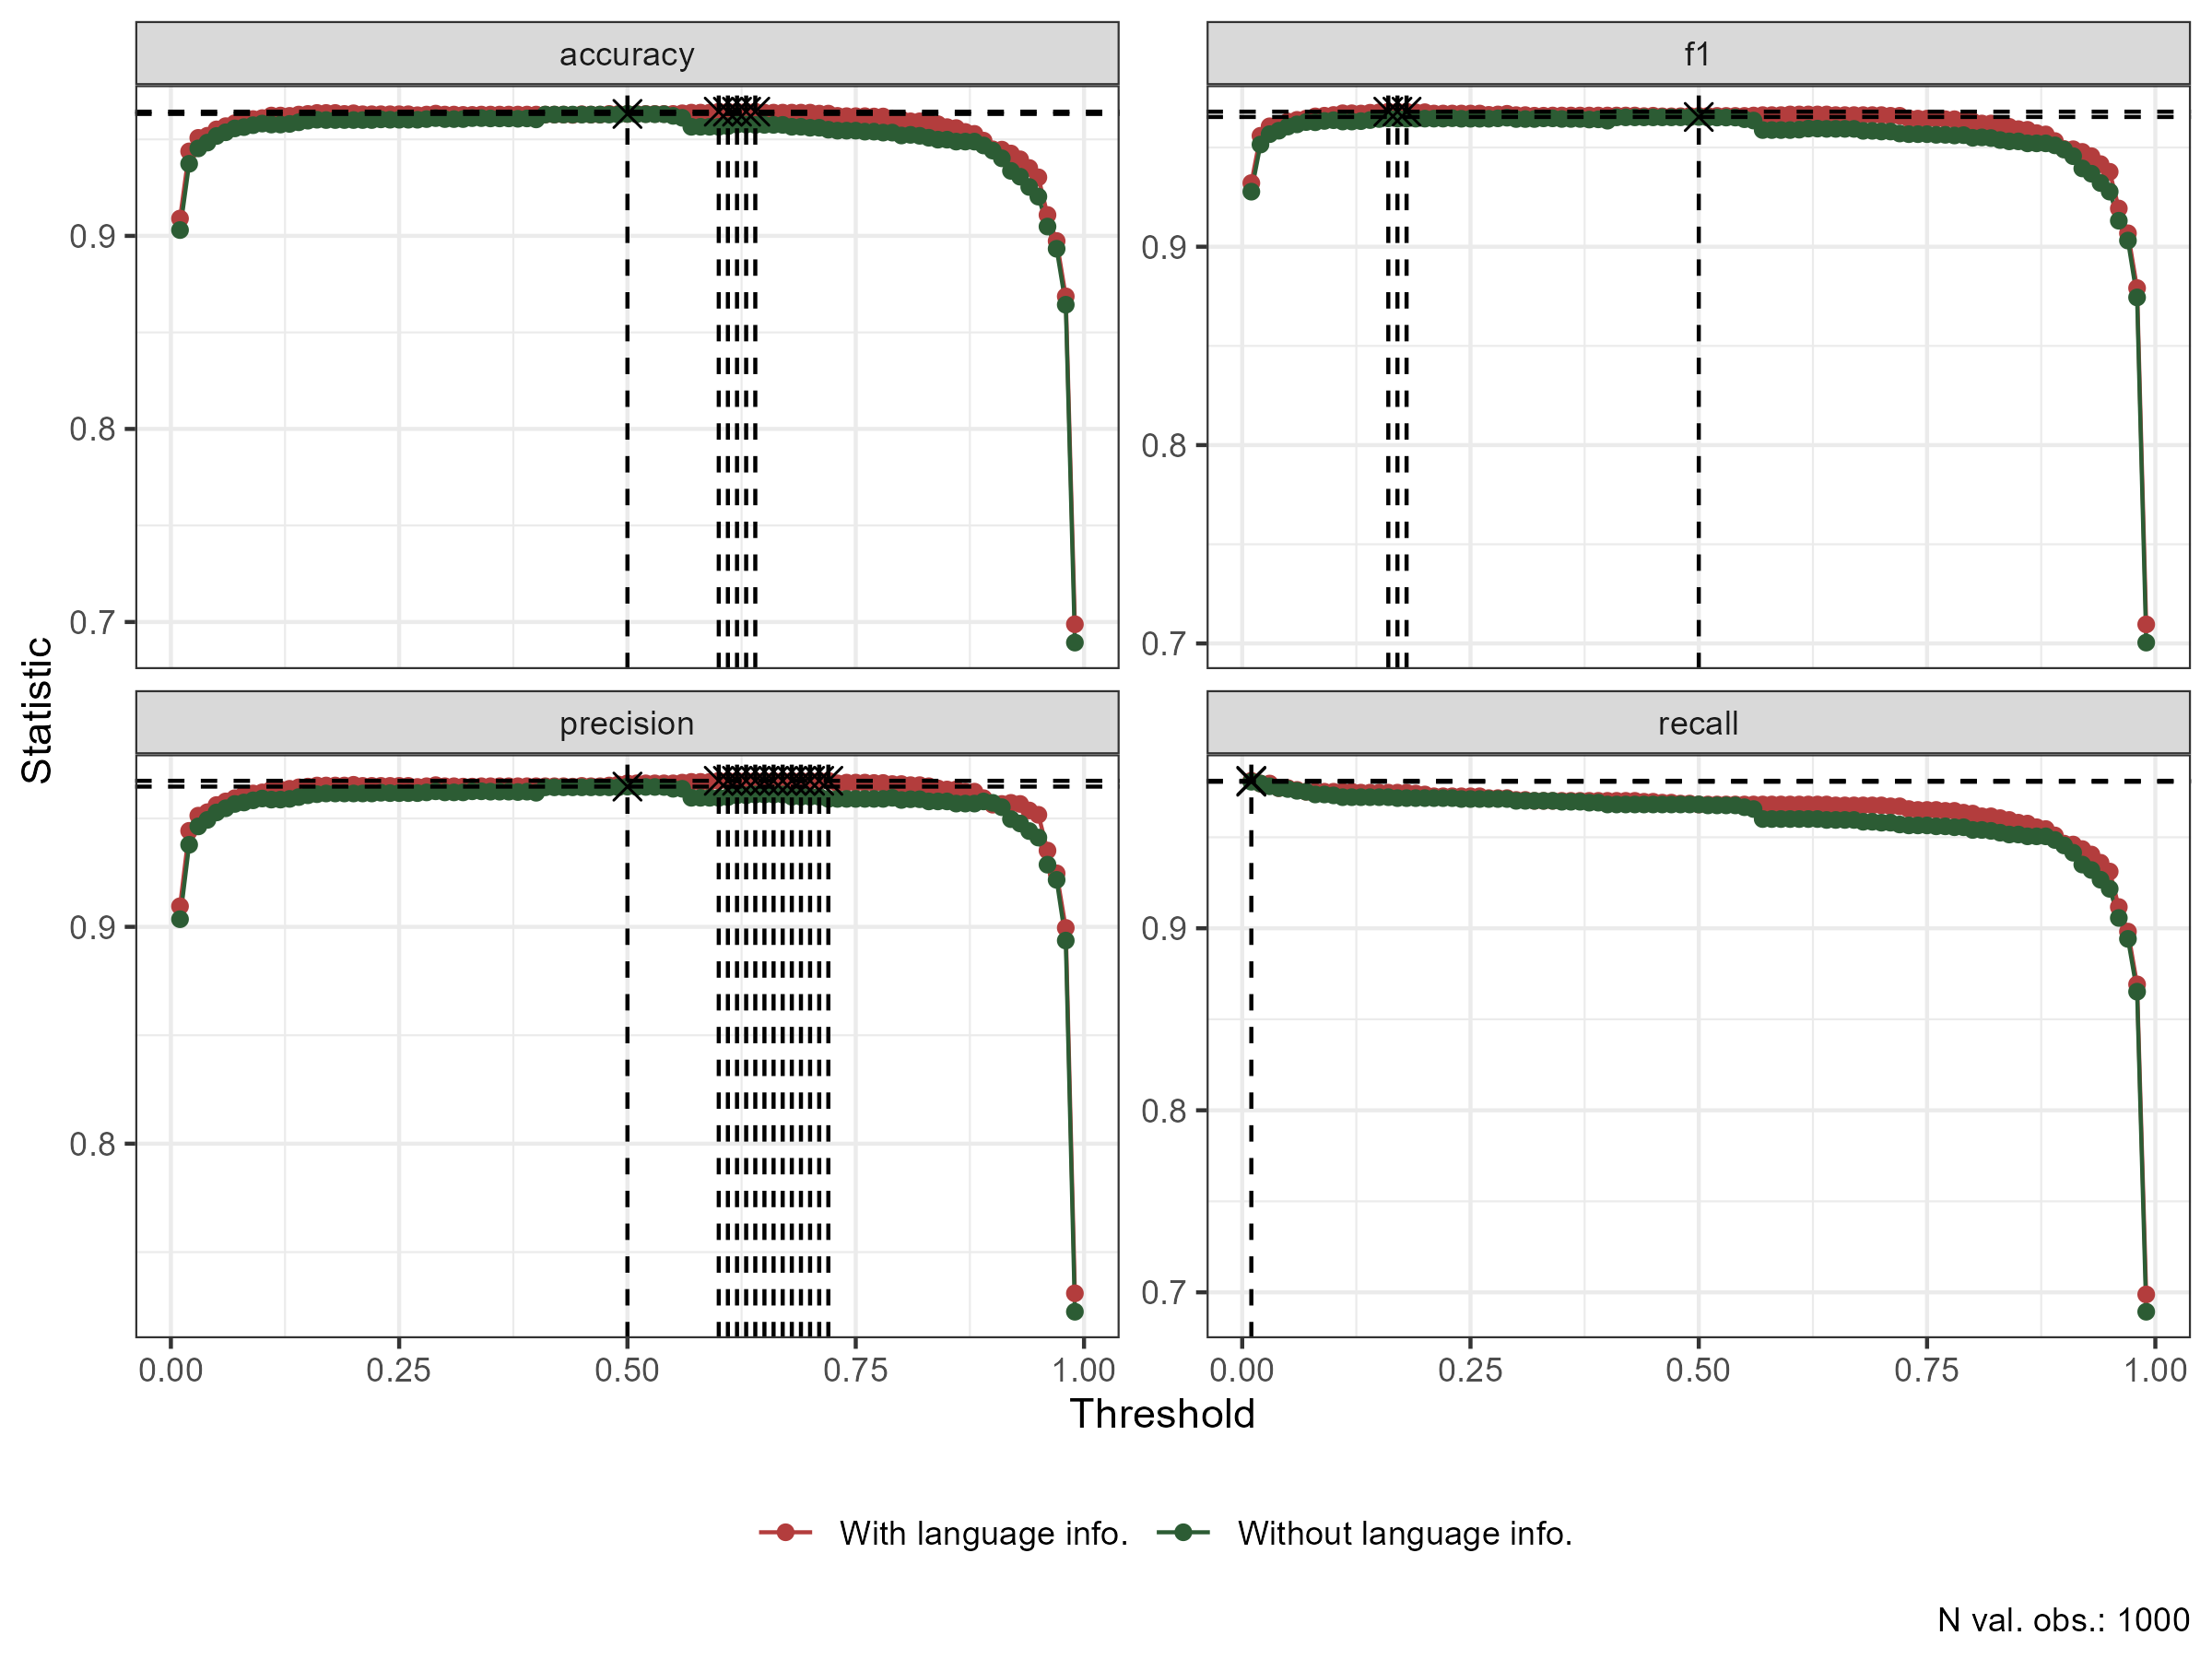 accuracy
f1
0.9
0.8
0.7
0.9
0.8
0.7
Statistic
precision
recall
0.9
0.8
0.9
0.8
0.7
0.00 0.25 0.50 0.75 1.00
0.00 0.25 0.50 0.75 1.00
Threshold
With language info. Without language info.
N val. obs.: 1000